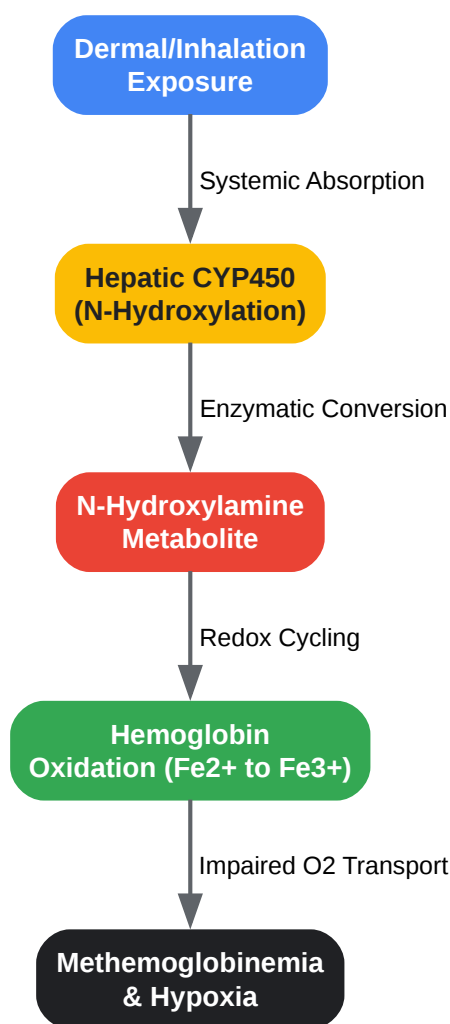 Dermal/Inhalation
Exposure
Systemic Absorption
Hepatic CYP450
(N-Hydroxylation)
Enzymatic Conversion
N-Hydroxylamine
Metabolite
Redox Cycling
Hemoglobin
Oxidation (Fe2+ to Fe3+)
Impaired O2 Transport
Methemoglobinemia
& Hypoxia